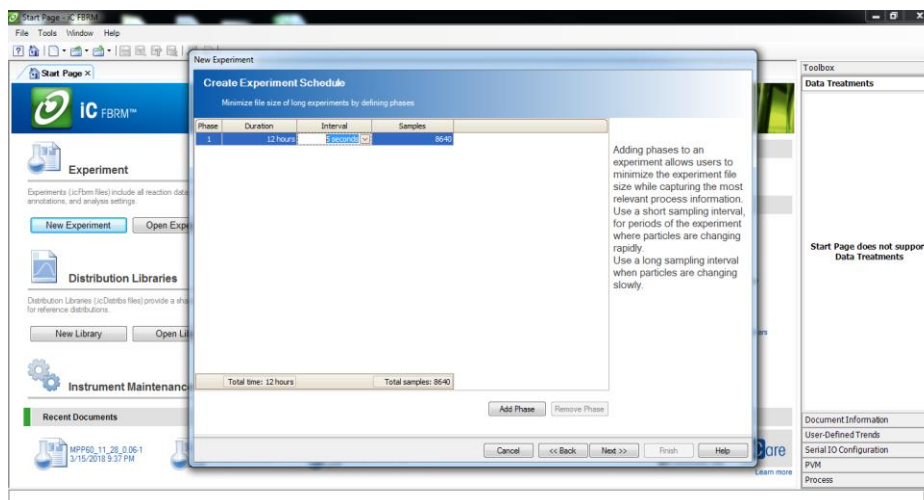 Start Page - iC FBRM
File Tools Window Help
Start Page
iC FBRM™
Experiment
Experiments (.icFbrm files) include all reaction data
annotations, and analysis settings.
New Experiment
Open Expe
Distribution Libraries
Distribution Libraries (.icDistribs files) provide a sha
for reference distributions.
New Library
Open Lib
Instrument Maintenanc
Recent Documents
MPP60_11_28_0.06-1
3/15/2018 9:37 PM
New Experiment
Create Experiment Schedule
Minimize file size of long experiments by defining phases
Phase Duration Interval Samples
1 12 hours 5 seconds 8640
Total time: 12 hours Total samples: 8640
Adding phases to an
experiment allows users to
minimize the experiment file
size while capturing the most
relevant process information.
Use a short sampling interval,
for periods of the experiment
where particles are changing
rapidly.
Use a long sampling interval
when particles are changing
slowly.
Add Phase Remove Phase
Cancel << Back Next >> Finish Help
Care
Learn more
Toolbox
Data Treatments
Start Page does not suppor
Data Treatments
Document Information
User-Defined Trends
Serial IO Configuration
PVM
Process